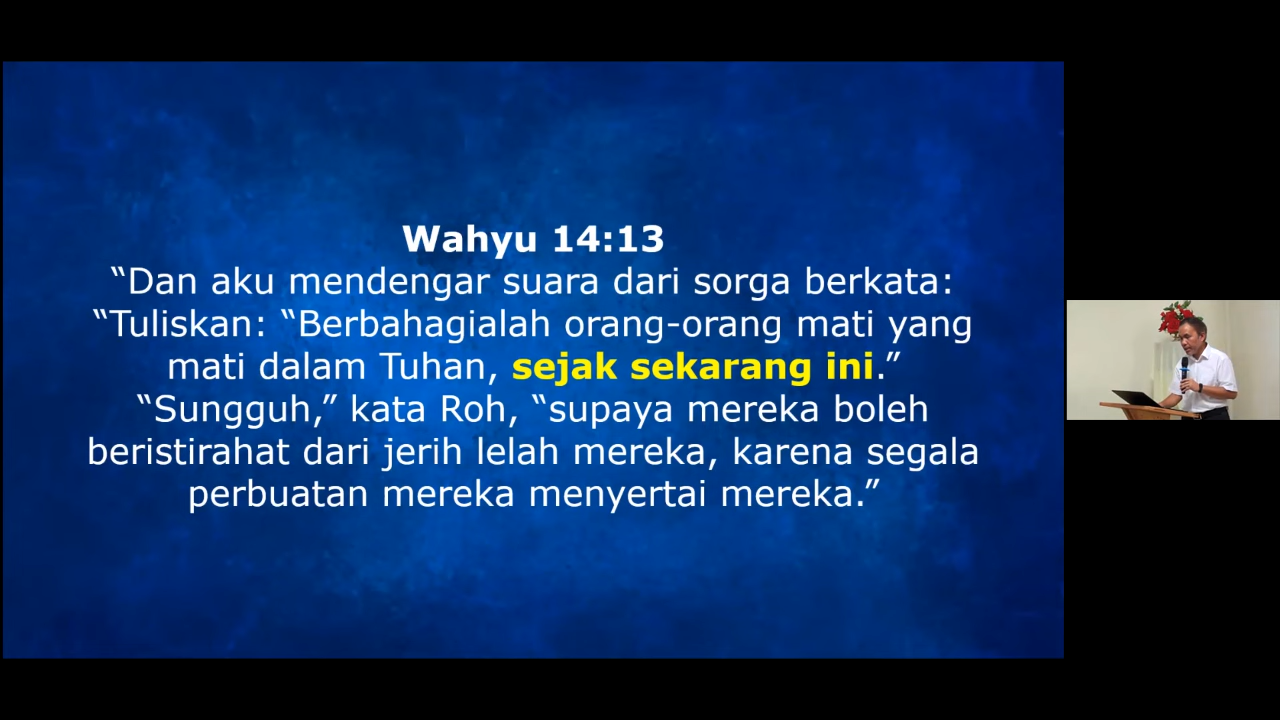 Wahyu 14:13
“Dan aku mendengar suara dari sorga berkata:
“Tuliskan: “Berbahagialah orang-orang mati yang
mati dalam Tuhan, sejak sekarang ini.”
“Sungguh,” kata Roh, “supaya mereka boleh
beristirahat dari jerih lelah mereka, karena segala
perbuatan mereka menyertai mereka.”